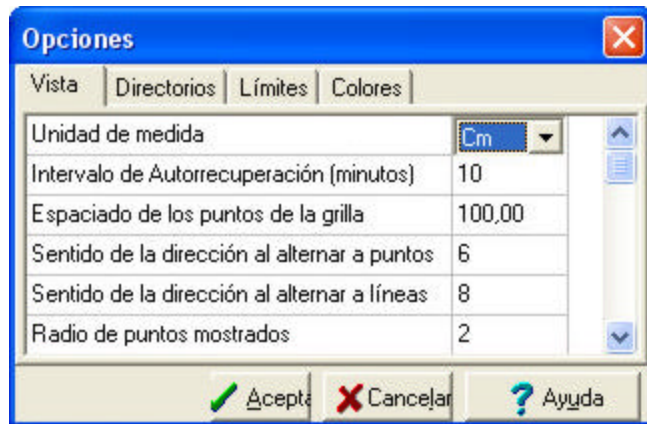 Opciones
Vista Directorios Límites Colores
Unidad de medida Cm
Intervalo de Autorrecuperación (minutos) 10
Espaciado de los puntos de la grilla 100,00
Sentido de la dirección al alternar a puntos 6
Sentido de la dirección al alternar a líneas 8
Radio de puntos mostrados 2
Acepta Cancelar Ayuda